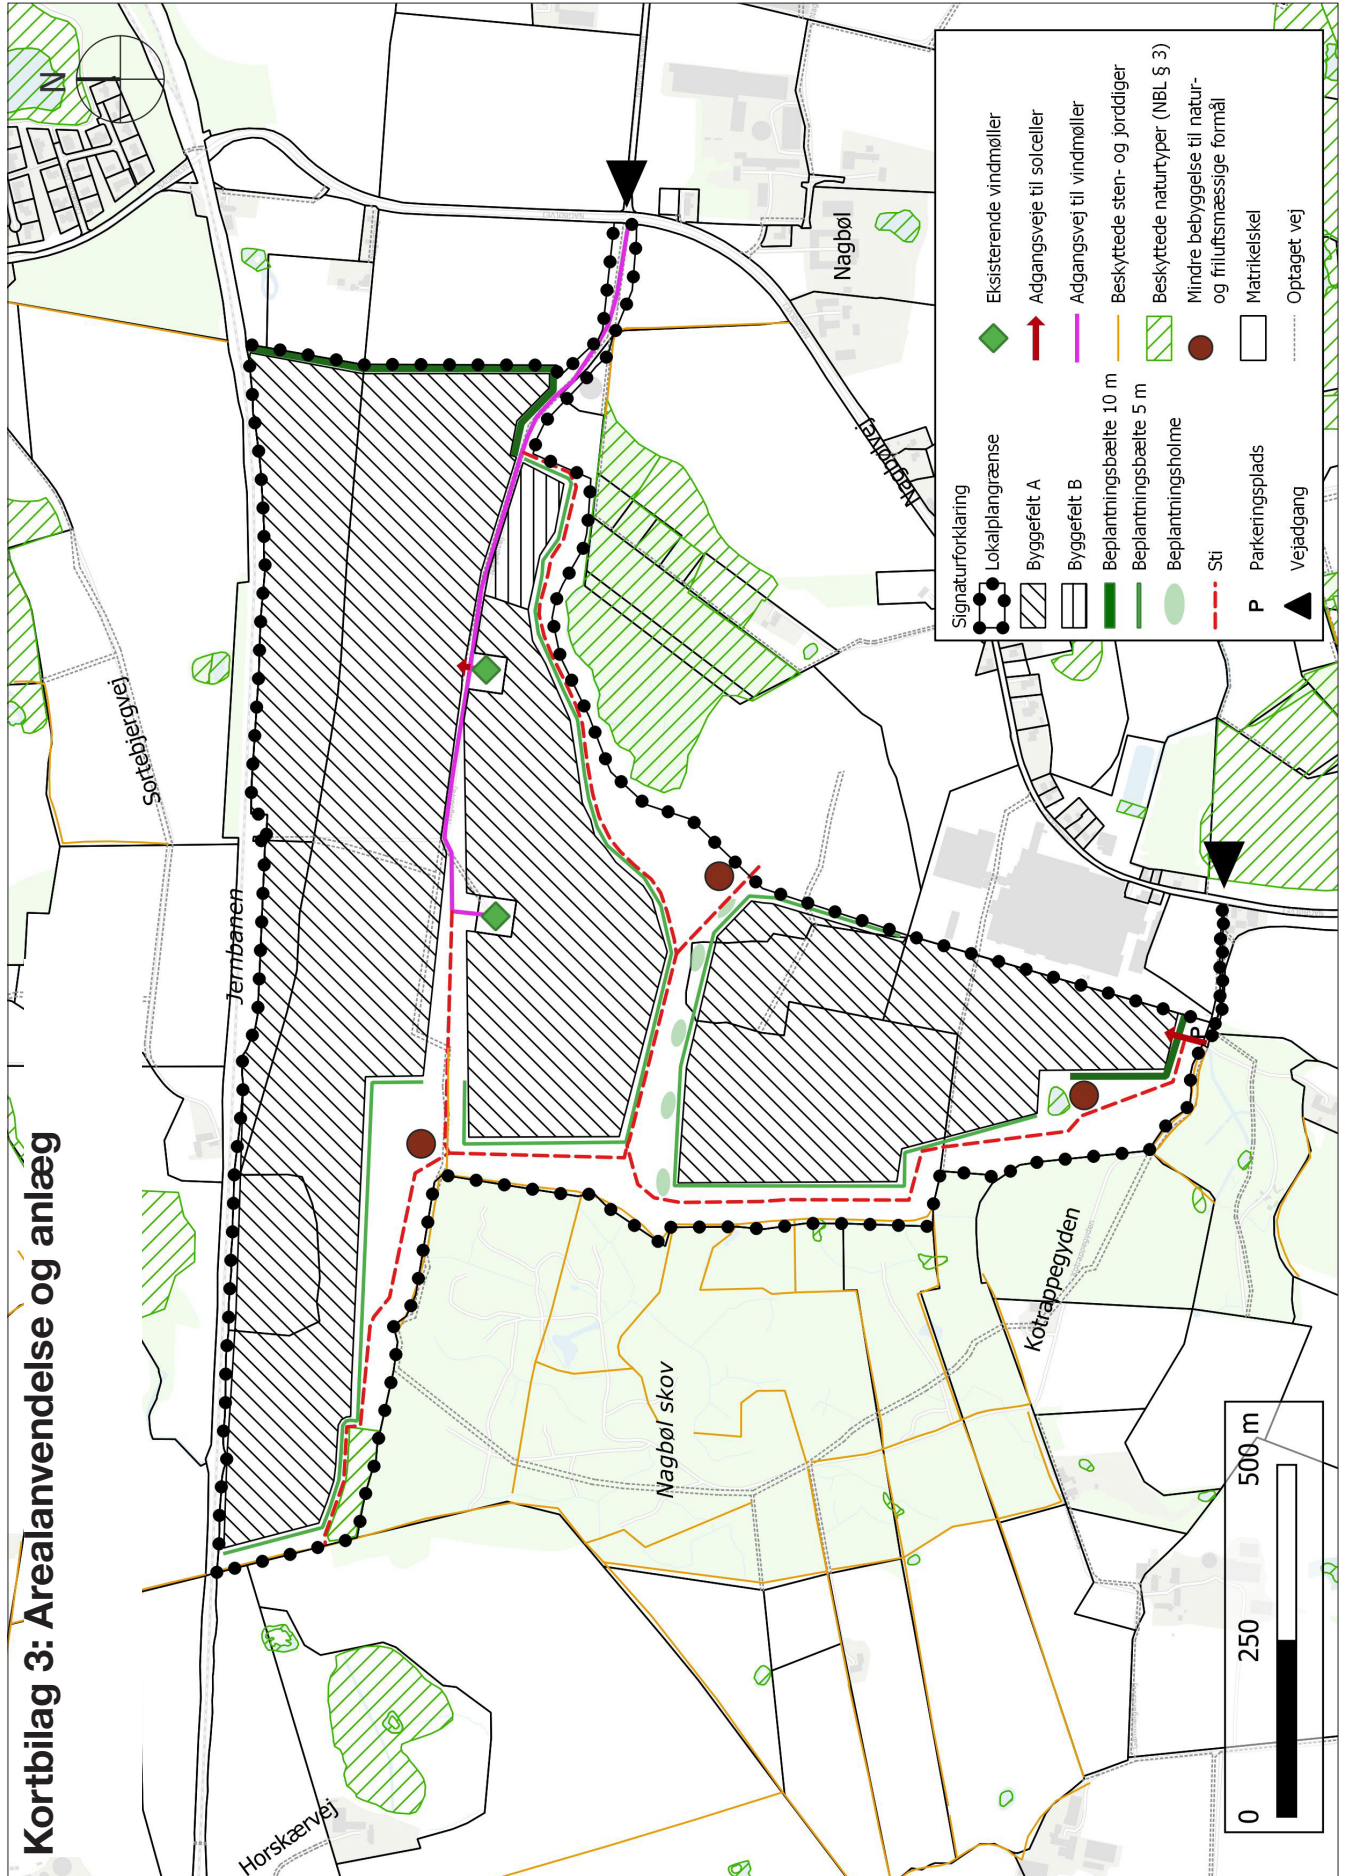 Kortbilag 3: Arealanvendelse og anlæg
N
Sortebjergvej
Jernbanen
Horskærvej
Nagbøl skov
Kotrappegyden
Nagbølvej
Nagbøl
NAGBØLVEJ
P
Signaturforklaring
Lokalplangrænse
Byggefelt A
Byggefelt B
Beplantningsbælte 10 m
Beplantningsbælte 5 m
Beplantningsholme
Sti
P Parkeringsplads
Vejadgang
Eksisterende vindmøller
Adgangsveje til solceller
Adgangsvej til vindmøller
Beskyttede sten- og jorddiger
Beskyttede naturtyper (NBL § 3)
Mindre bebyggelse til natur-
og friluftsmæssige formål
Matrikelskel
Optaget vej
0 250 500 m